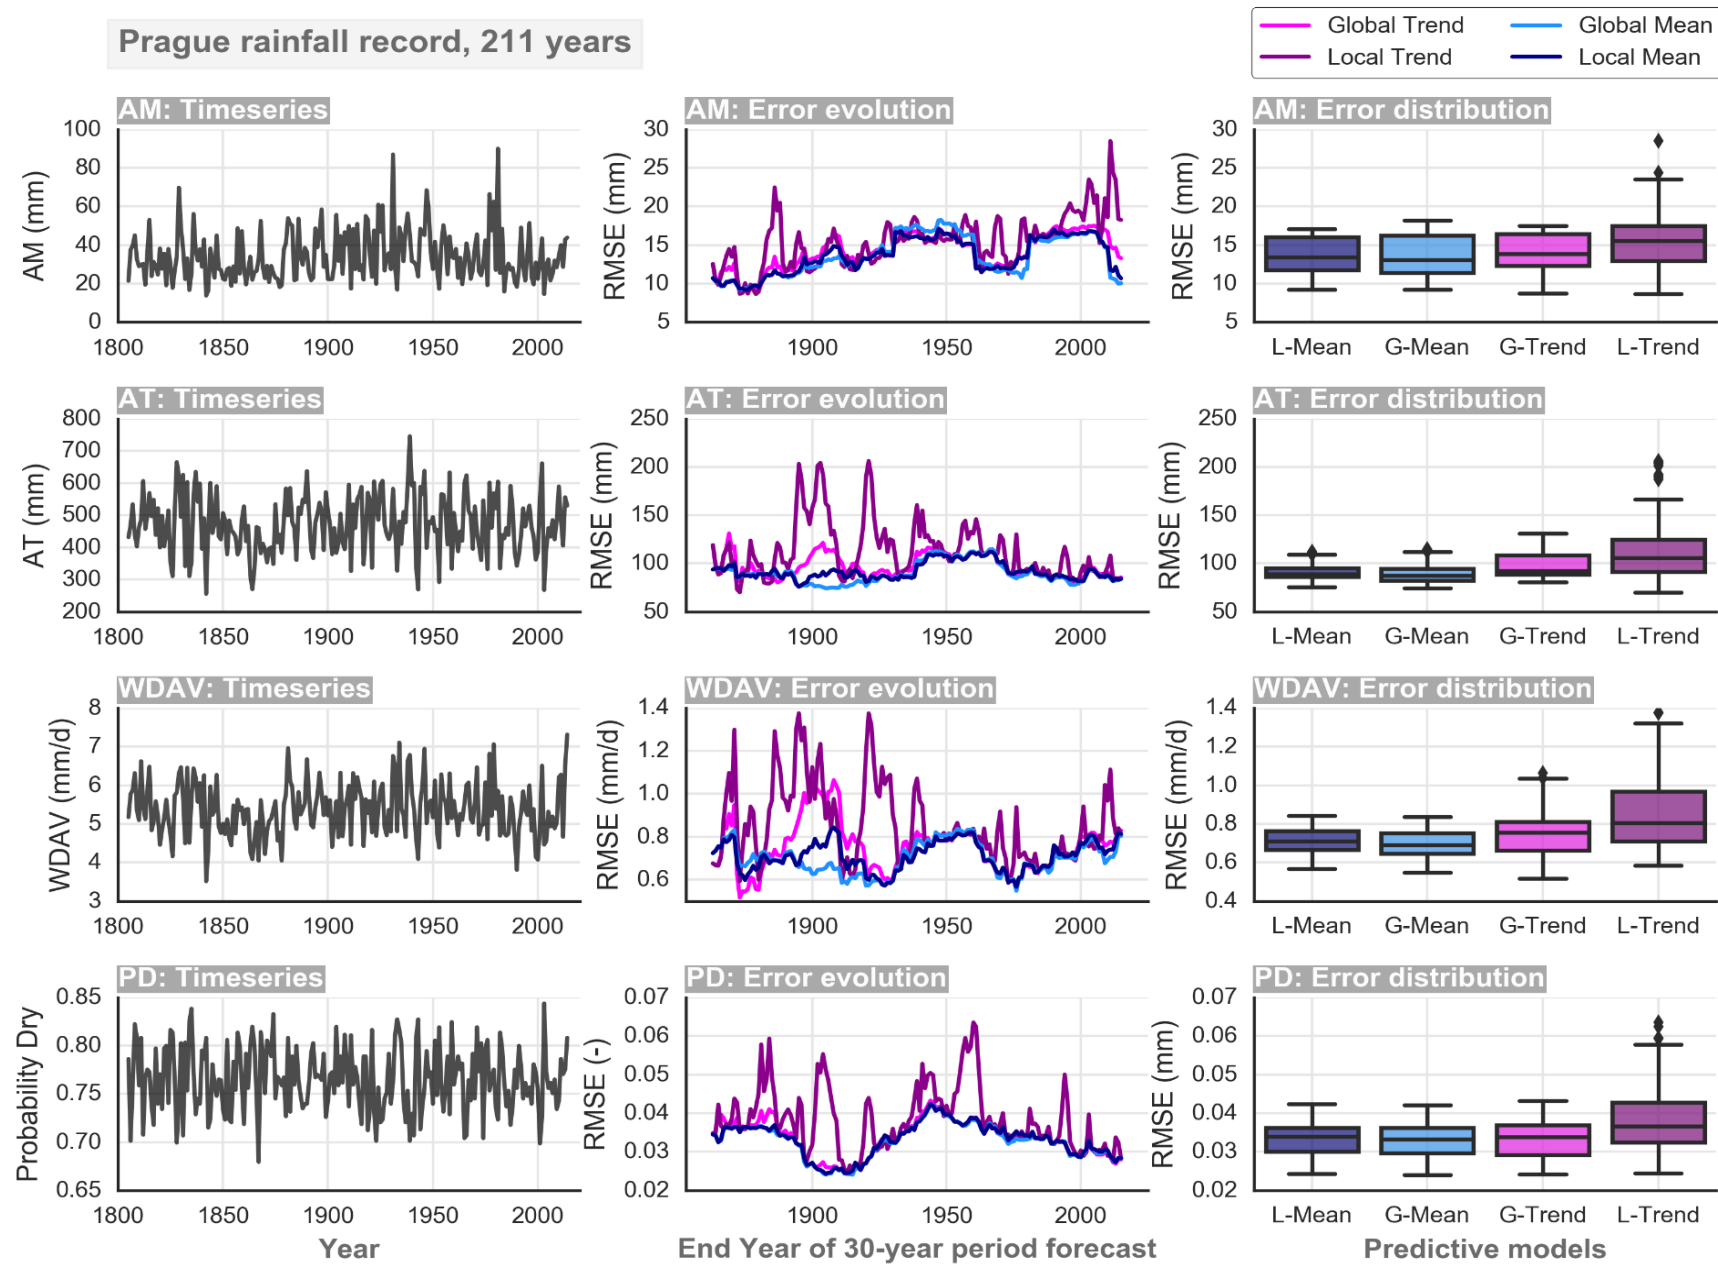 Prague rainfall record, 211 years
Global Trend
Global Mean
Local Trend
Local Mean
AM: Timeseries
AM: Error evolution
AM: Error distribution
AM (mm)
100
80
60
40
20
0
1800
1850
1900
1950
2000
RMSE (mm)
30
25
20
15
10
5
1900
1950
2000
RMSE (mm)
30
25
20
15
10
5
L-Mean
G-Mean
G-Trend
L-Trend
AT: Timeseries
AT: Error evolution
AT: Error distribution
AT (mm)
800
700
600
500
400
300
200
1800
1850
1900
1950
2000
RMSE (mm)
250
200
150
100
50
1900
1950
2000
RMSE (mm)
250
200
150
100
50
L-Mean
G-Mean
G-Trend
L-Trend
WDAV: Timeseries
WDAV: Error evolution
WDAV: Error distribution
WDAV (mm/d)
8
7
6
5
4
3
1800
1850
1900
1950
2000
RMSE (mm/d)
1.4
1.2
1.0
0.8
0.6
1900
1950
2000
RMSE (mm/d)
1.4
1.2
1.0
0.8
0.6
0.4
L-Mean
G-Mean
G-Trend
L-Trend
PD: Timeseries
PD: Error evolution
PD: Error distribution
Probability Dry
0.85
0.80
0.75
0.70
0.65
1800
1850
1900
1950
2000
RMSE (-)
0.07
0.06
0.05
0.04
0.03
0.02
1900
1950
2000
RMSE (mm)
0.07
0.06
0.05
0.04
0.03
0.02
L-Mean
G-Mean
G-Trend
L-Trend
Year
End Year of 30-year period forecast
Predictive models